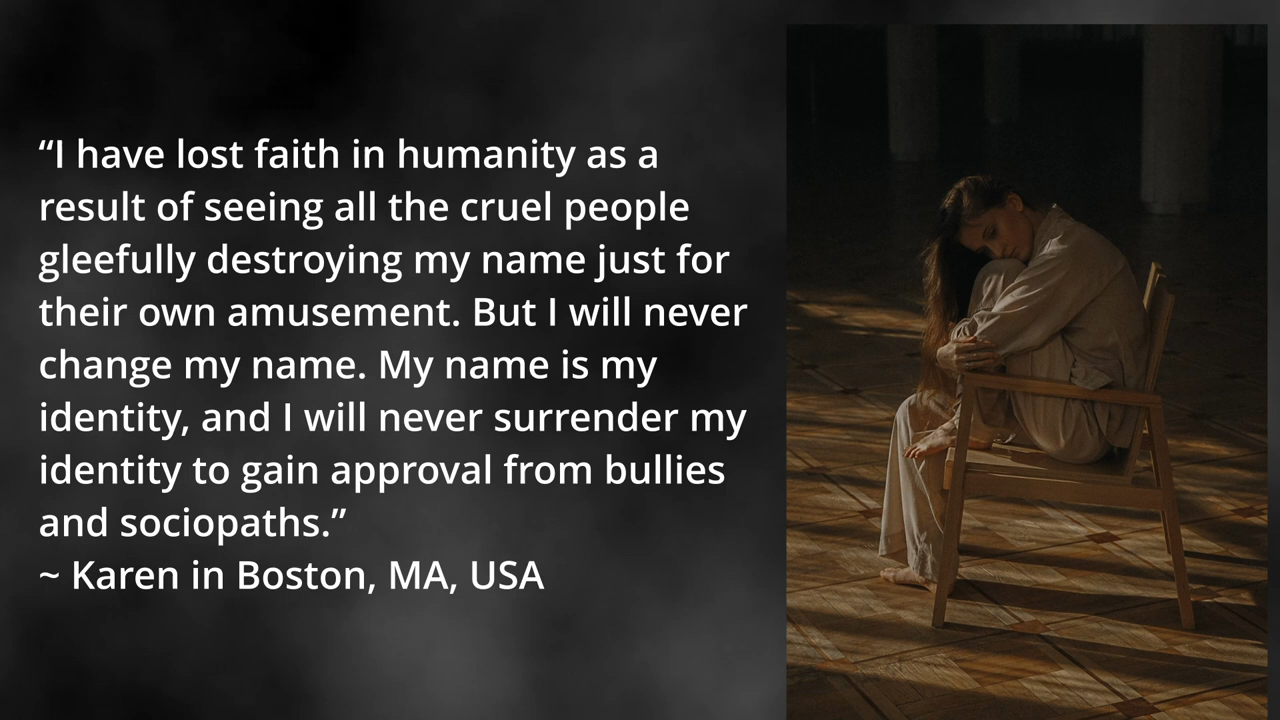 “I have lost faith in humanity as a
result of seeing all the cruel people
gleefully destroying my name just for
their own amusement. But I will never
change my name. My name is my
identity, and I will never surrender my
identity to gain approval from bullies
and sociopaths.”
~ Karen in Boston, MA, USA